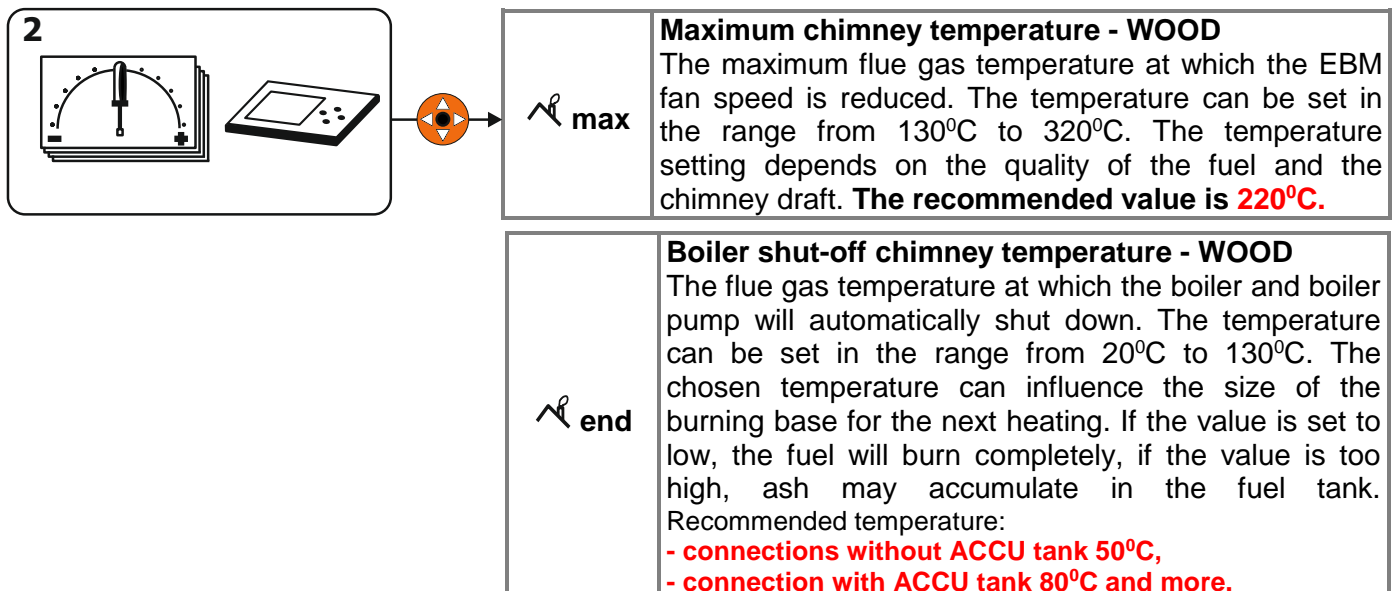 2
max
Maximum chimney temperature - WOOD
The maximum flue gas temperature at which the EBM
fan speed is reduced. The temperature can be set in
the range from 130⁰C to 320⁰C. The temperature
setting depends on the quality of the fuel and the
chimney draft. The recommended value is 220⁰C.
end
Boiler shut-off chimney temperature - WOOD
The flue gas temperature at which the boiler and boiler
pump will automatically shut down. The temperature
can be set in the range from 20⁰C to 130⁰C. The
chosen temperature can influence the size of the
burning base for the next heating. If the value is set to
low, the fuel will burn completely, if the value is too
high, ash may accumulate in the fuel tank.
Recommended temperature:
- connections without ACCU tank 50⁰C,
- connection with ACCU tank 80⁰C and more.